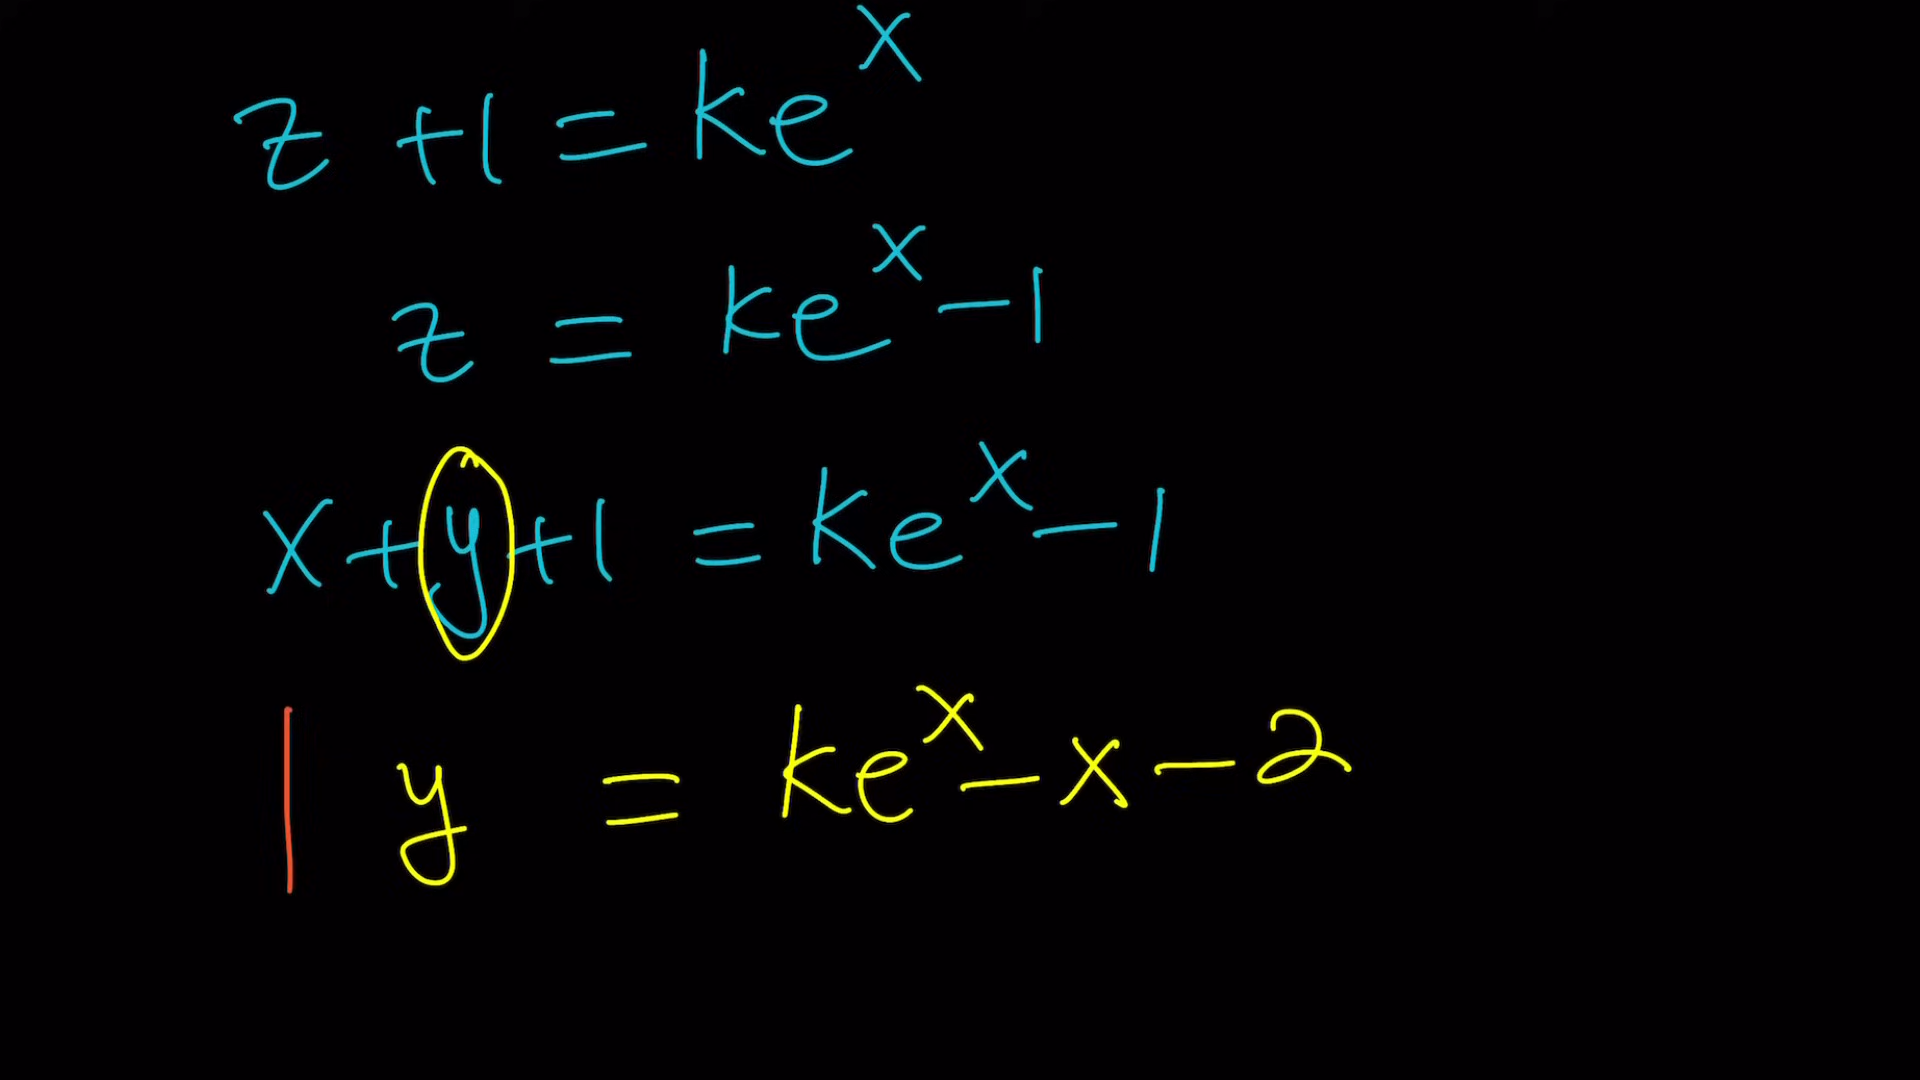 z + 1 = ke^x
z = ke^x - 1
x + y + 1 = ke^x - 1
y = ke^x - x - 2